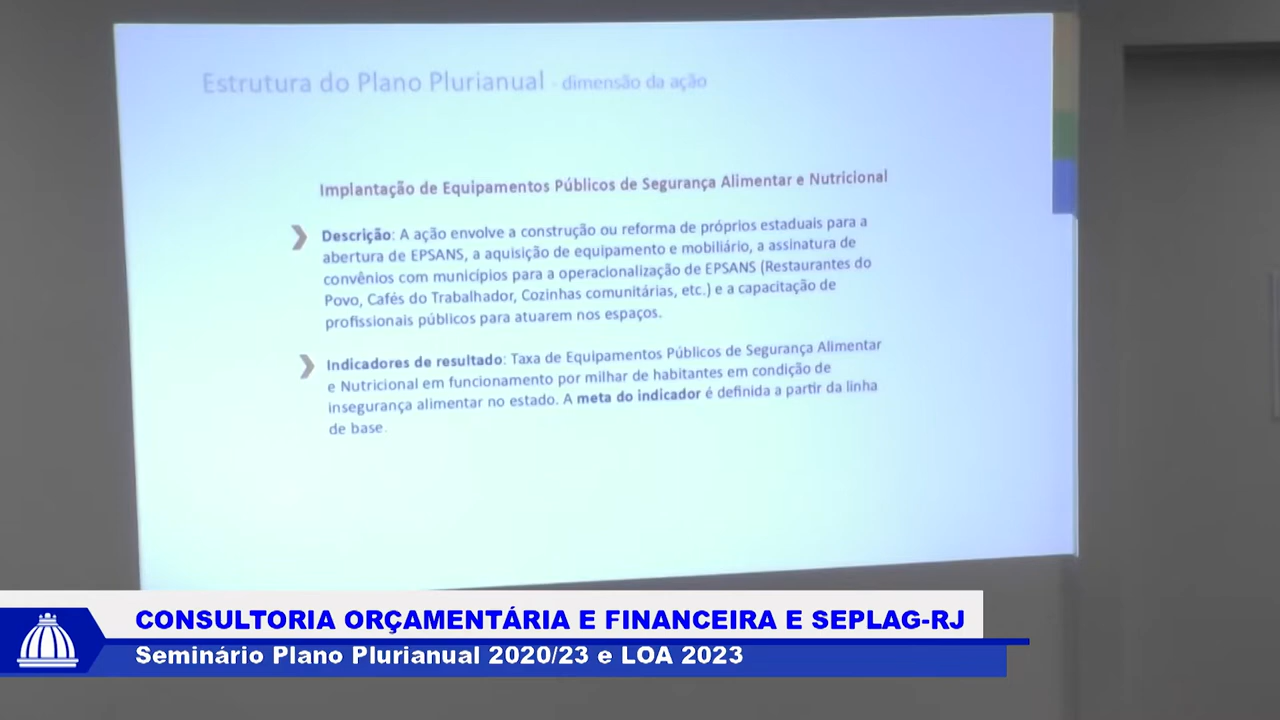 Estrutura do Plano Plurianual - dimensão da ação
Implantação de Equipamentos Públicos de Segurança Alimentar e Nutricional
Descrição: A ação envolve a construção ou reforma de próprios estaduais para a
abertura de EPSANS, a aquisição de equipamento e mobiliário, a assinatura de
convênios com municípios para a operacionalização de EPSANS (Restaurantes do
Povo, Cafés do Trabalhador, Cozinhas comunitárias, etc.) e a capacitação de
profissionais públicos para atuarem nos espaços.
Indicadores de resultado: Taxa de Equipamentos Públicos de Segurança Alimentar
e Nutricional em funcionamento por milhar de habitantes em condição de
insegurança alimentar no estado. A meta do indicador é definida a partir da linha
de base.
CONSULTORIA ORÇAMENTÁRIA E FINANCEIRA E SEPLAG-RJ
Seminário Plano Plurianual 2020/23 e LOA 2023